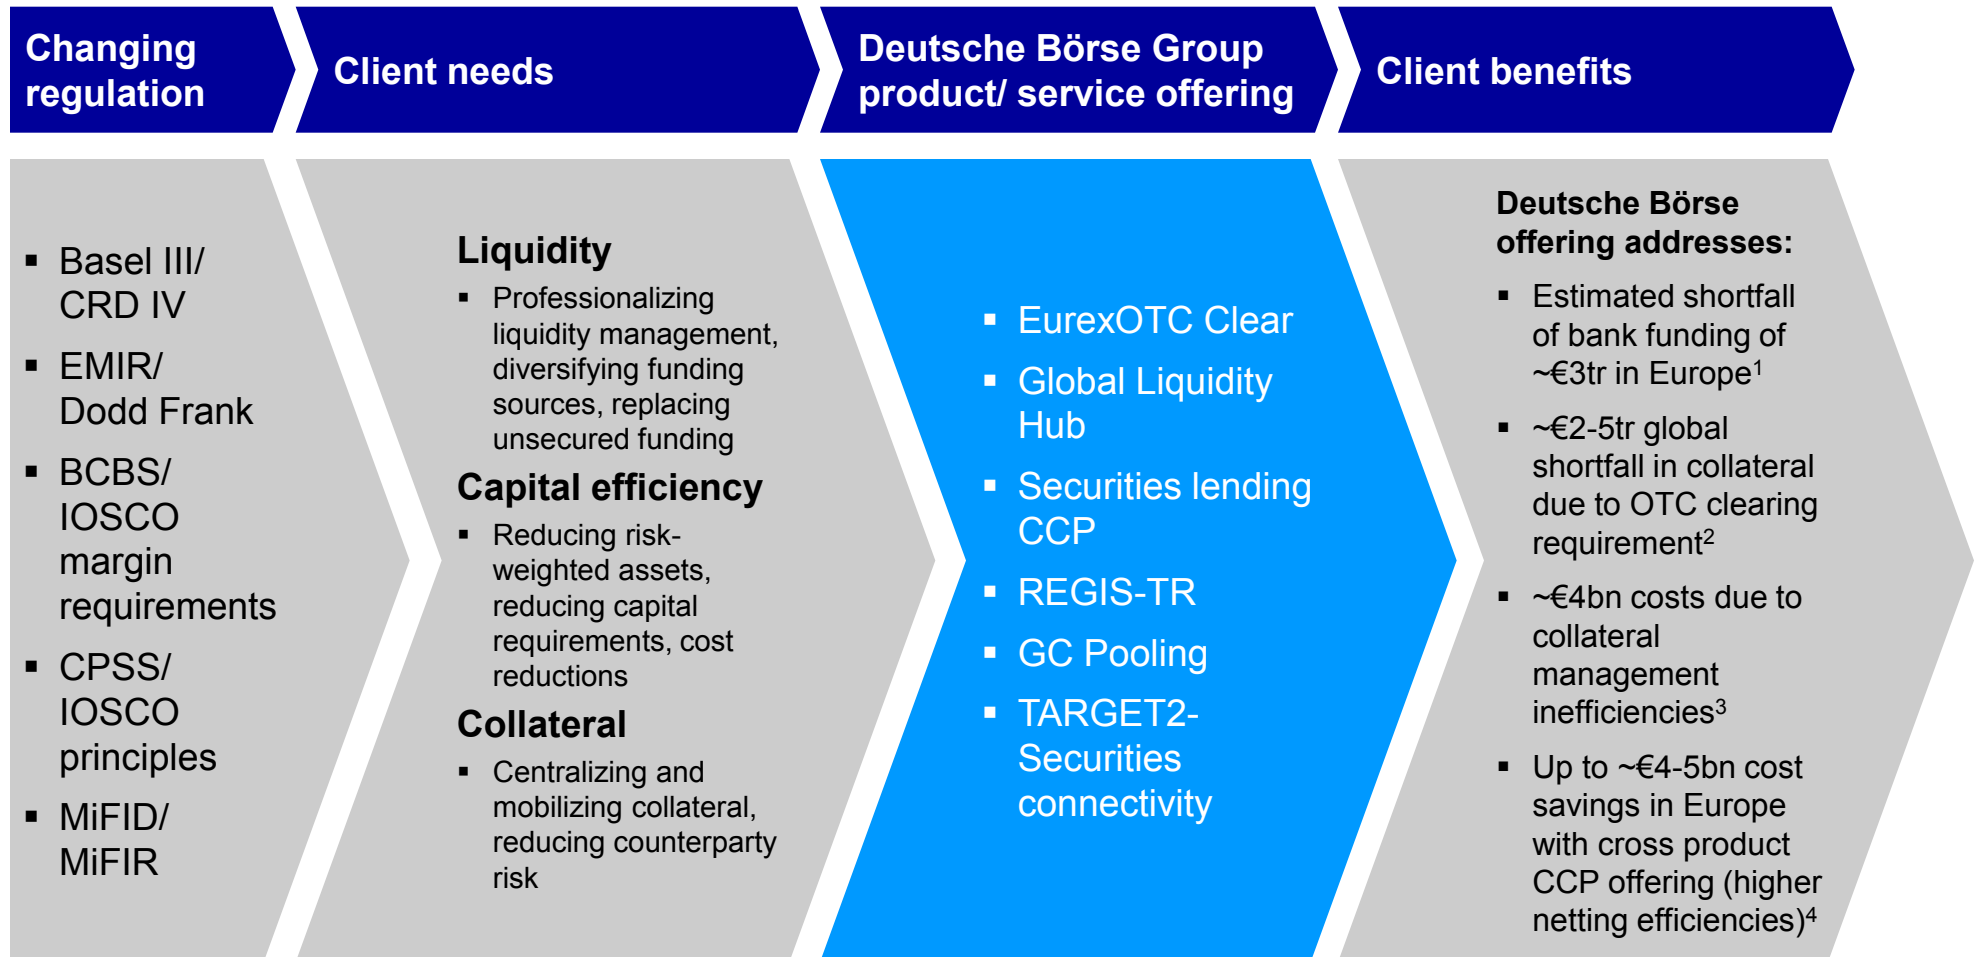 Changing
regulation
Client needs
Deutsche Börse Group
product/ service offering
Client benefits
▪ Basel III/
CRD IV
▪ EMIR/
Dodd Frank
▪ BCBS/
IOSCO
margin
requirements
▪ CPSS/
IOSCO
principles
▪ MiFID/
MiFIR
Liquidity
▪ Professionalizing
liquidity management,
diversifying funding
sources, replacing
unsecured funding
Capital efficiency
▪ Reducing risk-
weighted assets,
reducing capital
requirements, cost
reductions
Collateral
▪ Centralizing and
mobilizing collateral,
reducing counterparty
risk
▪ EurexOTC Clear
▪ Global Liquidity
Hub
▪ Securities lending
CCP
▪ REGIS-TR
▪ GC Pooling
▪ TARGET2-
Securities
connectivity
Deutsche Börse
offering addresses:
▪ Estimated shortfall
of bank funding of
~€3tr in Europe¹
▪ ~€2-5tr global
shortfall in collateral
due to OTC clearing
requirement²
▪ ~€4bn costs due to
collateral
management
inefficiencies³
▪ Up to ~€4-5bn cost
savings in Europe
with cross product
CCP offering (higher
netting efficiencies)⁴